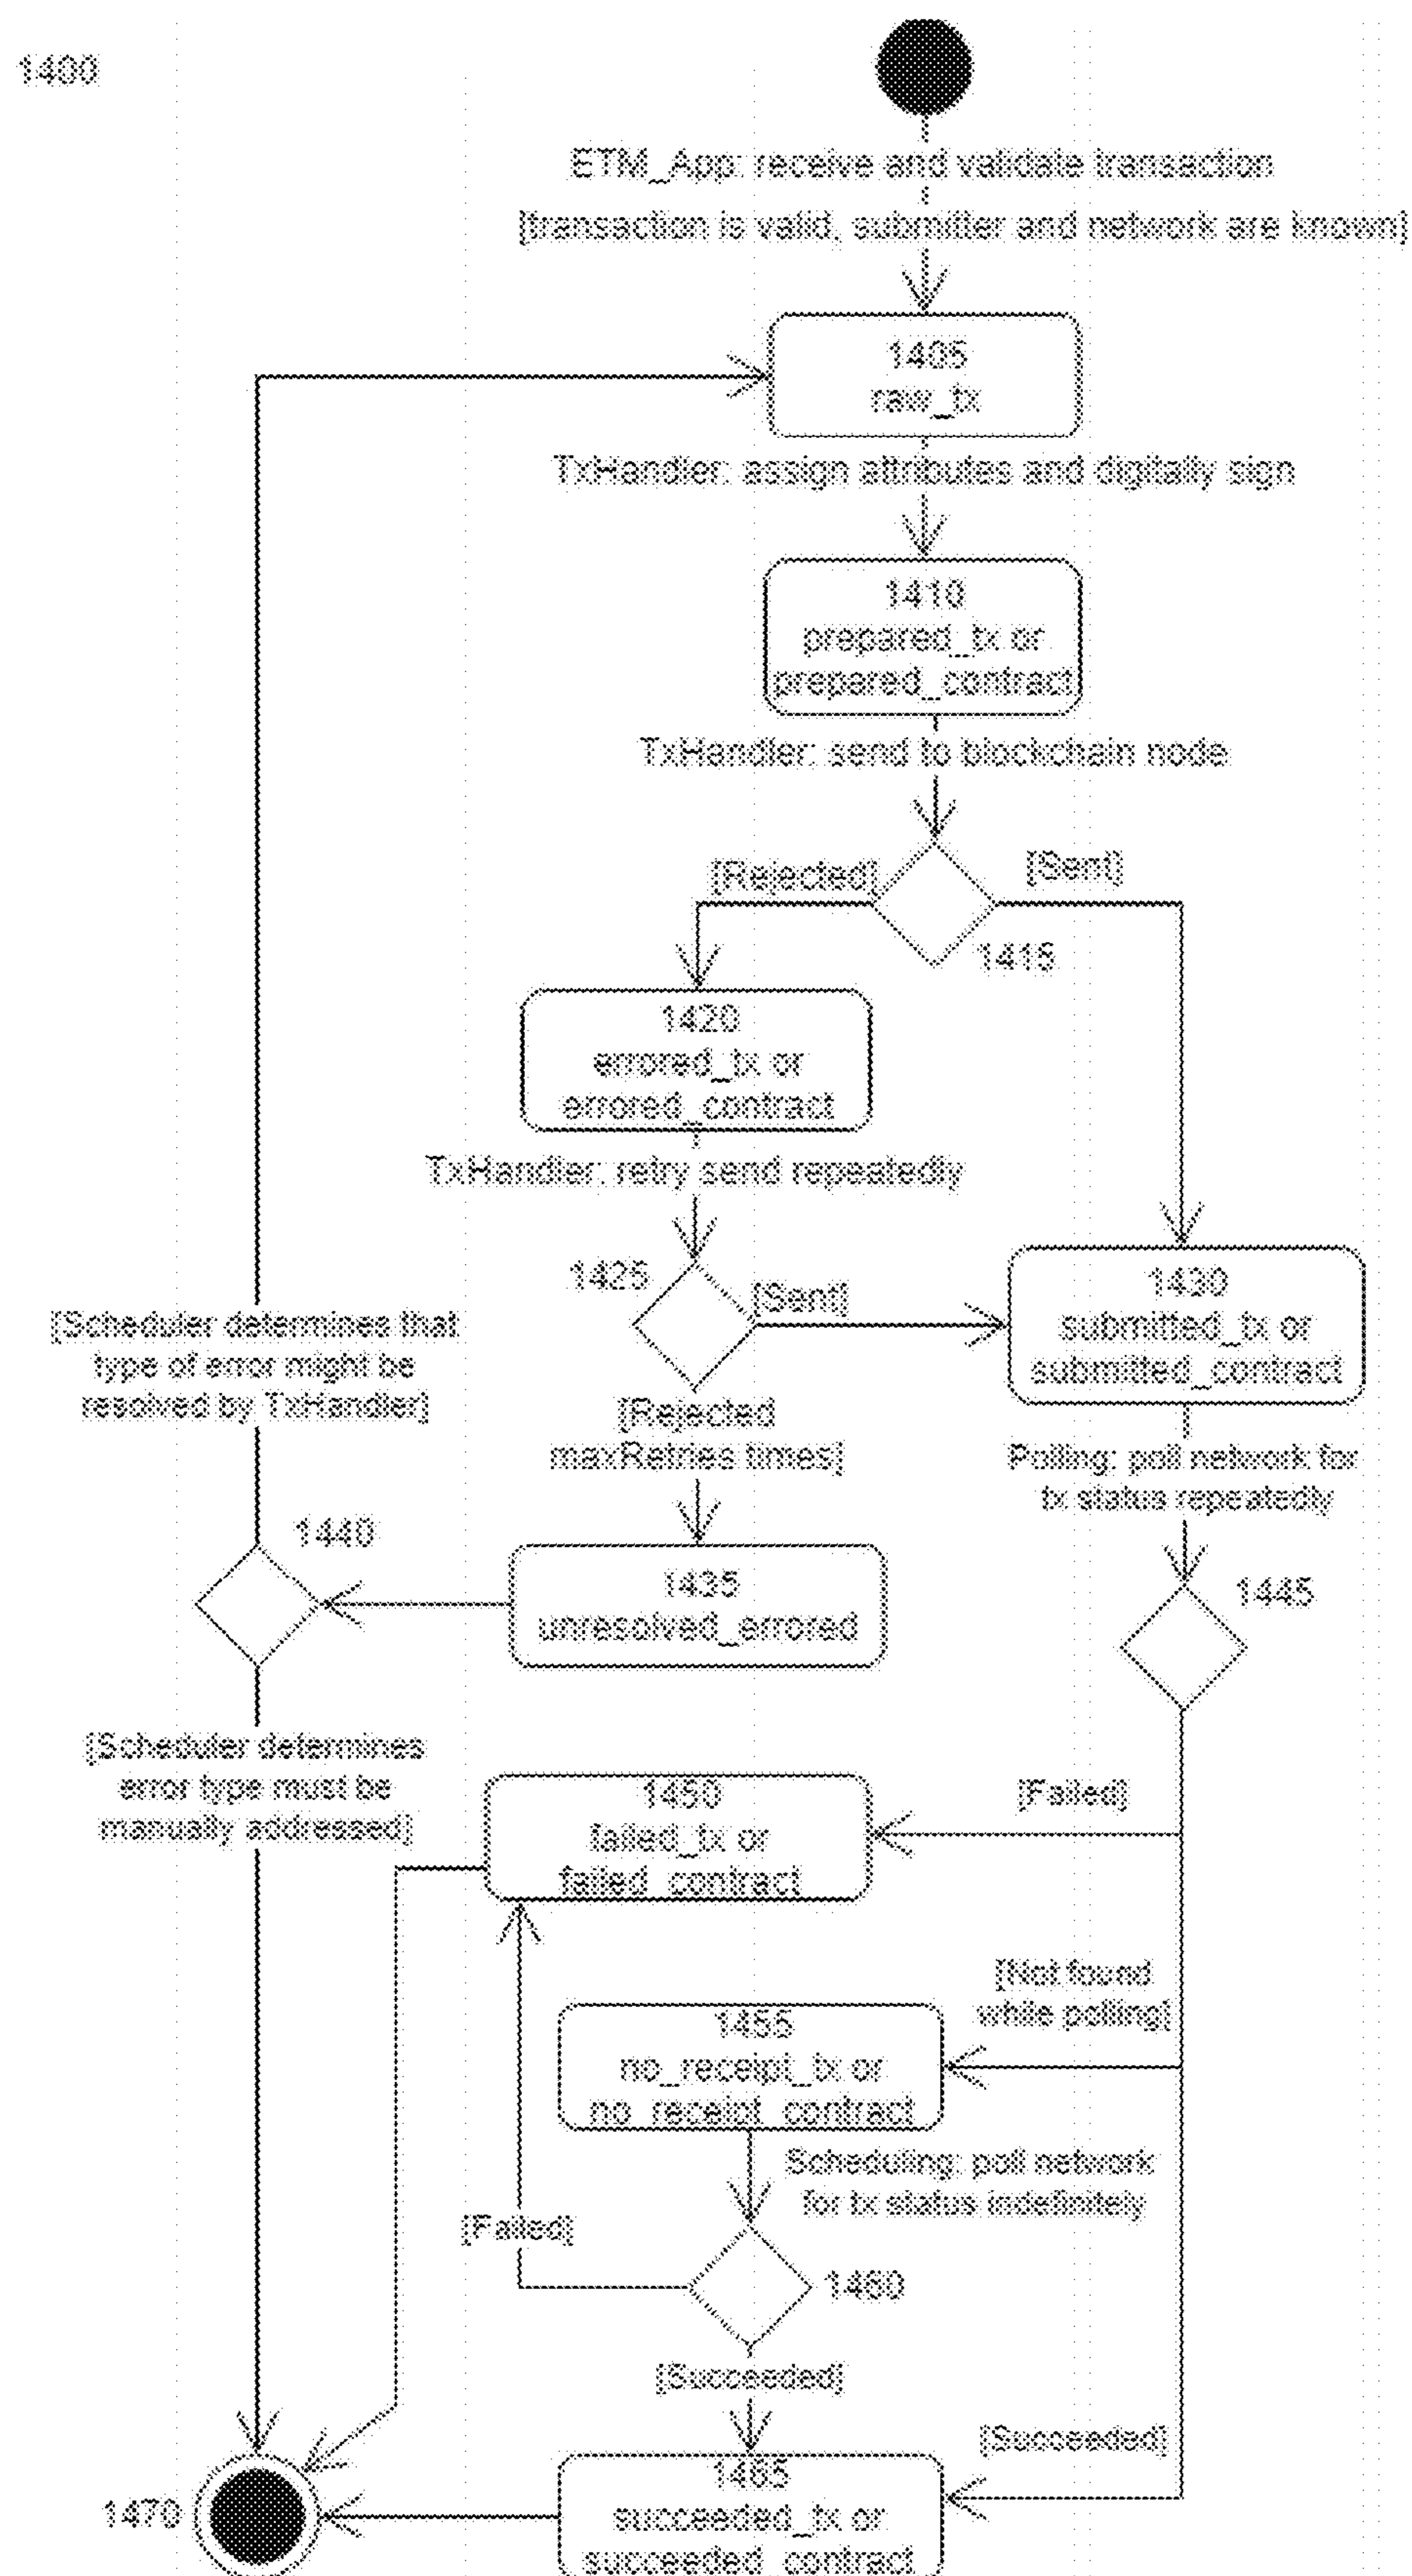 1400
ETM_App: receive and validate transaction
[transaction is valid, submitter and network are known]
1405
raw_tx
TxHandler: assign attributes and digitally sign
1410
prepared_tx or
prepared_contract
TxHandler: send to blockchain node
[Rejected]
[Sent]
1415
1420
errored_tx or
errored_contract
TxHandler: retry send repeatedly
1425
[Sent]
1430
submitted_tx or
submitted_contract
[Scheduler determines that
type of error might be
resolved by TxHandler]
[Rejected
maxRetries times]
Polling: poll network for
tx status repeatedly
1440
1435
unresolved_errored
1445
[Scheduler determines
error type must be
manually addressed]
1450
failed_tx or
failed_contract
[Failed]
[Not found
while polling]
1455
no_receipt_tx or
no_receipt_contract
Scheduling: poll network
for tx status indefinitely
[Failed]
1460
[Succeeded]
[Succeeded]
1465
succeeded_tx or
succeeded_contract
1470